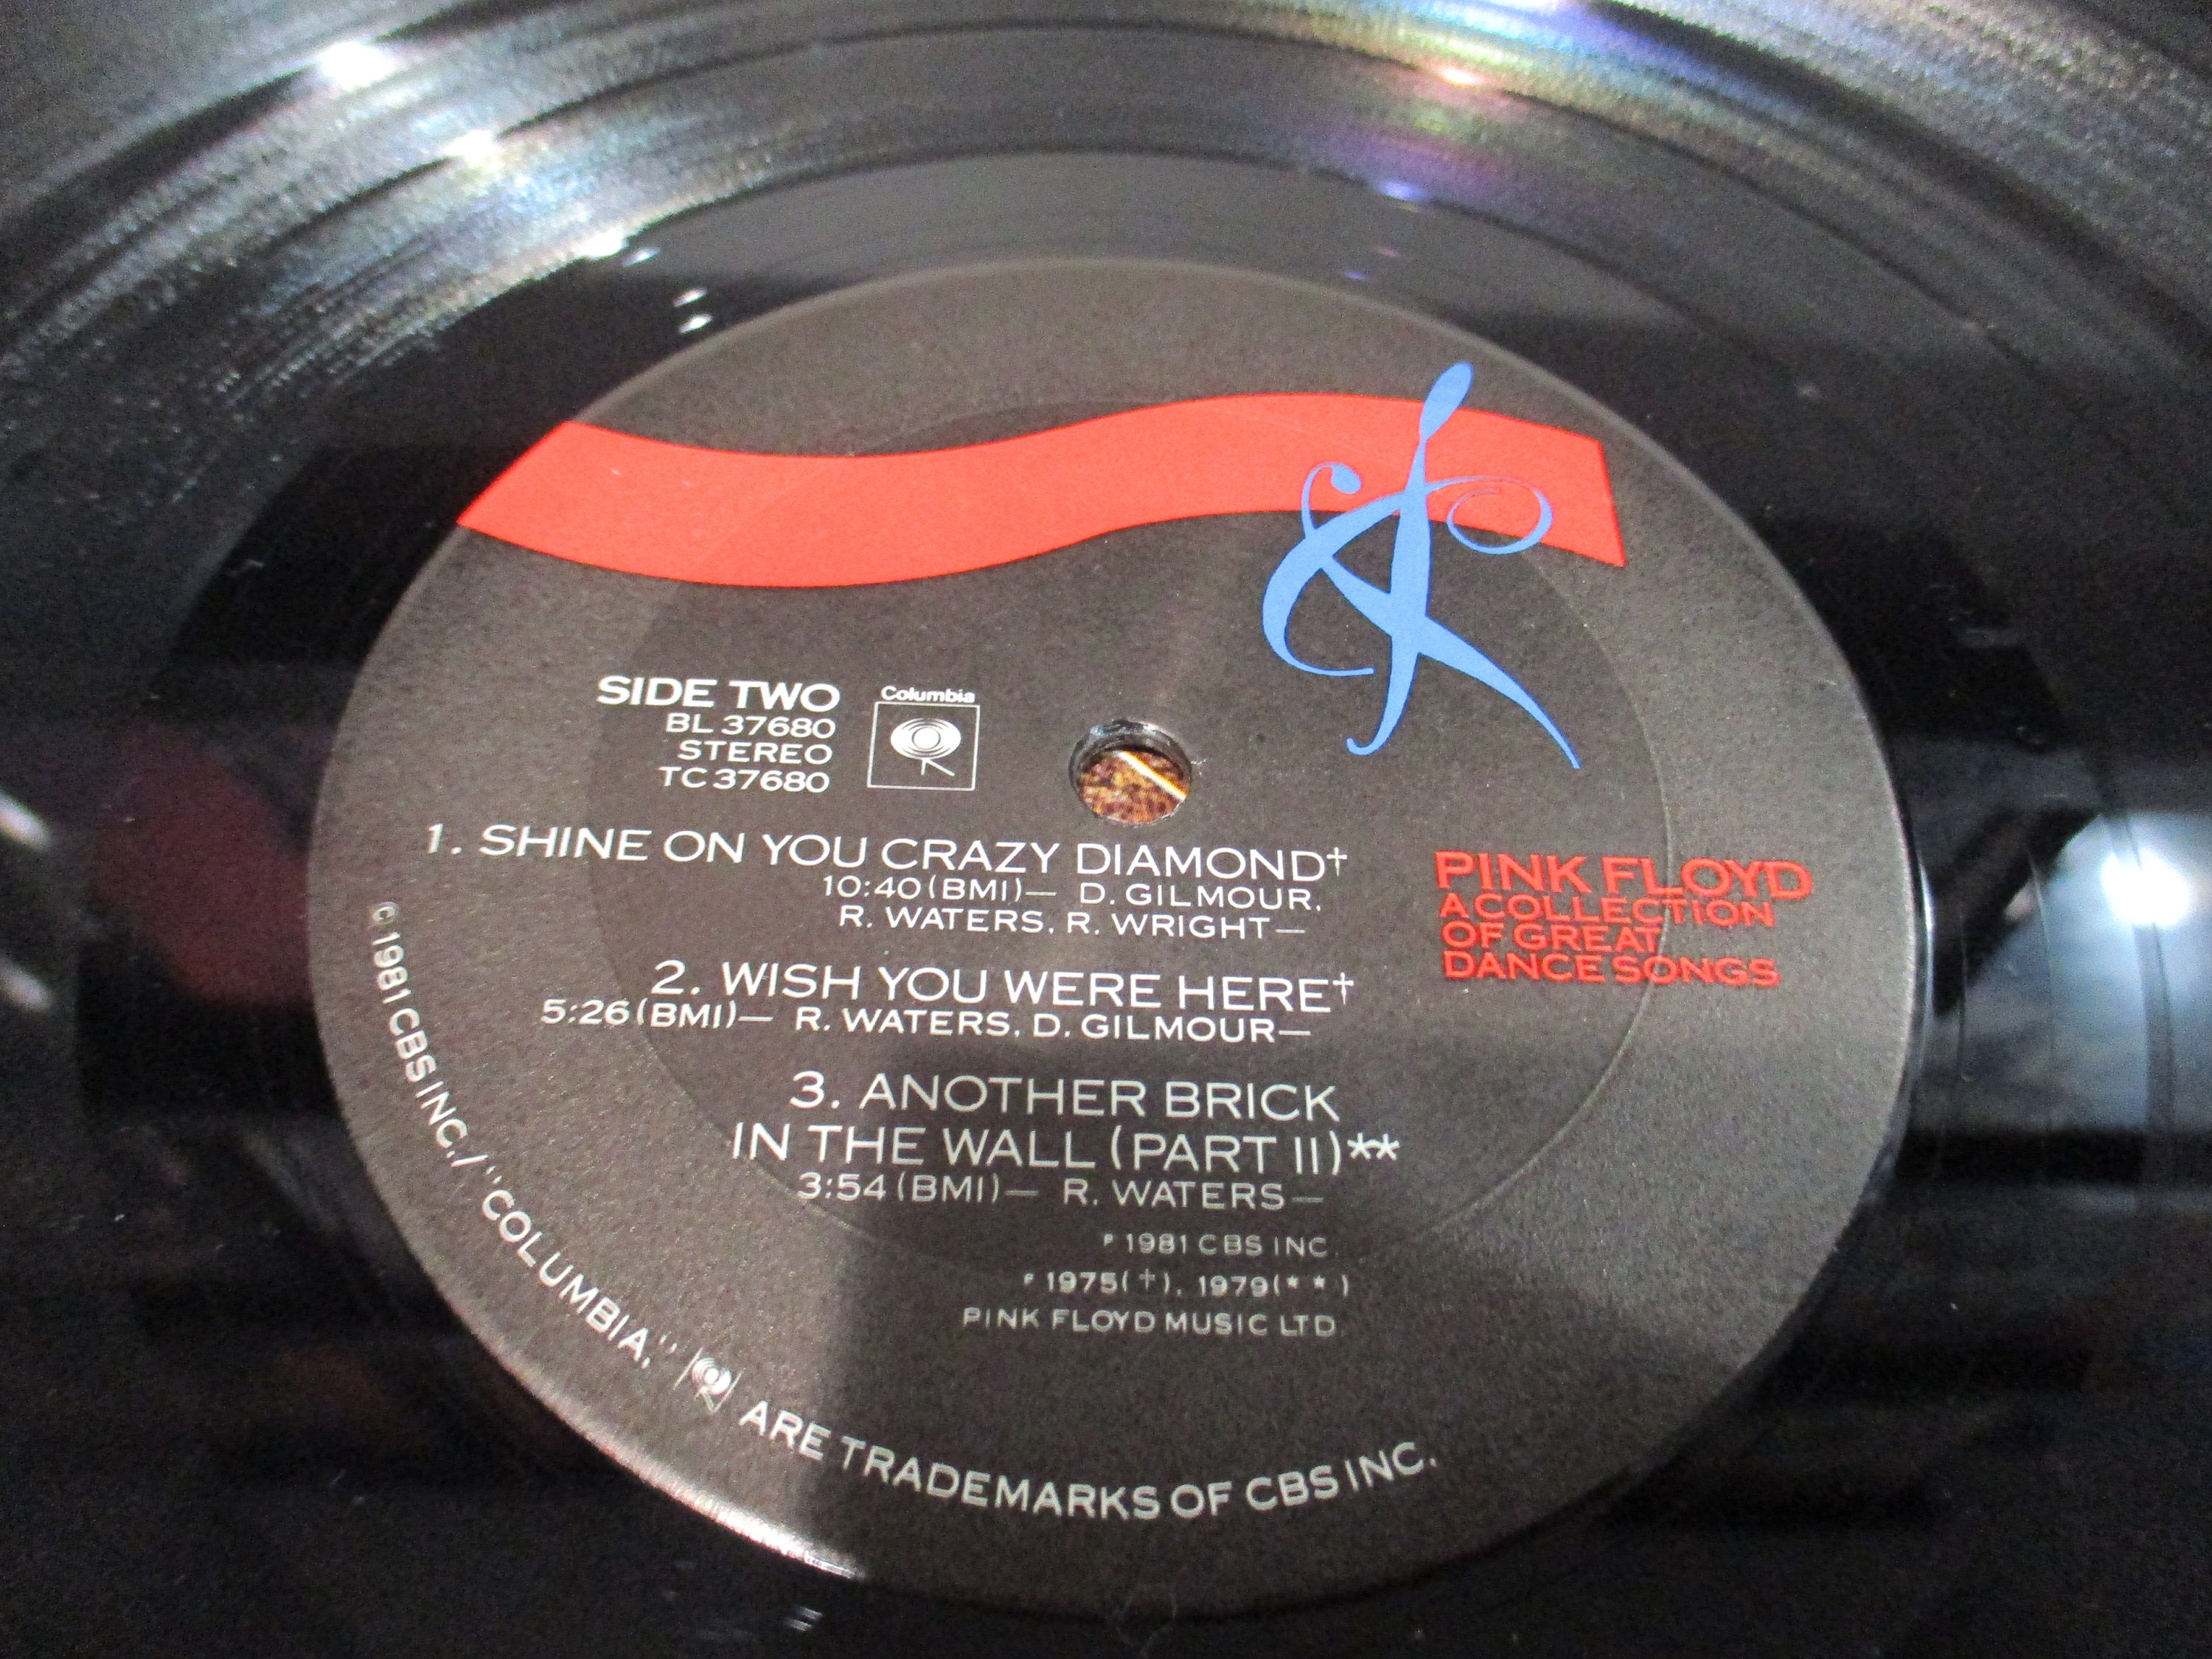 SIDE TWO
BL 37680
STEREO
TC 37680
Columbia
1. SHINE ON YOU CRAZY DIAMOND†
10:40 (BMI)— D. GILMOUR,
R. WATERS, R. WRIGHT—
2. WISH YOU WERE HERE†
5:26 (BMI)— R. WATERS, D. GILMOUR—
3. ANOTHER BRICK
IN THE WALL (PART II)**
3:54 (BMI)— R. WATERS—
℗ 1981 CBS INC.
℗ 1975(†), 1979(**)
PINK FLOYD MUSIC LTD.
PINK FLOYD
A COLLECTION
OF GREAT
DANCE SONGS
© 1981 CBS INC./ "COLUMBIA," ARE TRADEMARKS OF CBS INC.